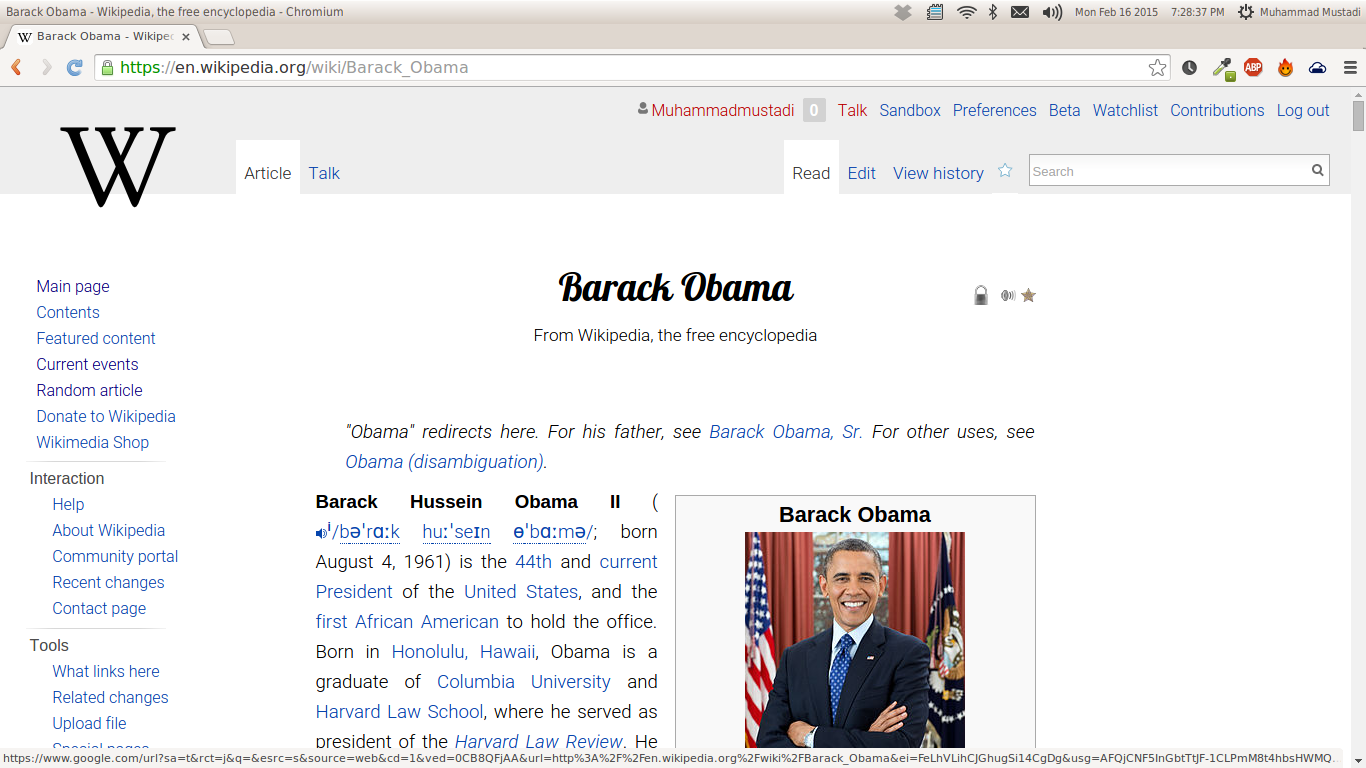 Barack Obama - Wikipedia, the free encyclopedia - Chromium
Mon Feb 16 2015 7:28:37 PM Muhammad Mustadi
W Barack Obama - Wikipe
https://en.wikipedia.org/wiki/Barack_Obama
ABP
Muhammadmustadi 0 Talk Sandbox Preferences Beta Watchlist Contributions Log out
W
Article Talk Read Edit View history Search
Barack Obama
From Wikipedia, the free encyclopedia
Main page
Contents
Featured content
Current events
Random article
Donate to Wikipedia
Wikimedia Shop
Interaction
Help
About Wikipedia
Community portal
Recent changes
Contact page
Tools
What links here
Related changes
Upload file
Special pages
"Obama" redirects here. For his father, see Barack Obama, Sr. For other uses, see
Obama (disambiguation).
Barack Hussein Obama II (
i/bəˈrɑːk huːˈseɪn ɵˈbɑːmə/; born
August 4, 1961) is the 44th and current
President of the United States, and the
first African American to hold the office.
Born in Honolulu, Hawaii, Obama is a
graduate of Columbia University and
Harvard Law School, where he served as
president of the Harvard Law Review. He
Barack Obama
https://www.google.com/url?sa=t&rct=j&q=&esrc=s&source=web&cd=1&ved=0CB8QFjAA&url=http%3A%2F%2Fen.wikipedia.org%2Fwiki%2FBarack_Obama&ei=FeLhVLihCJGhugSi14CgDg&usg=AFQjCNF5InGbtTtJF-1CLPmM8t4hbsHWMQ...